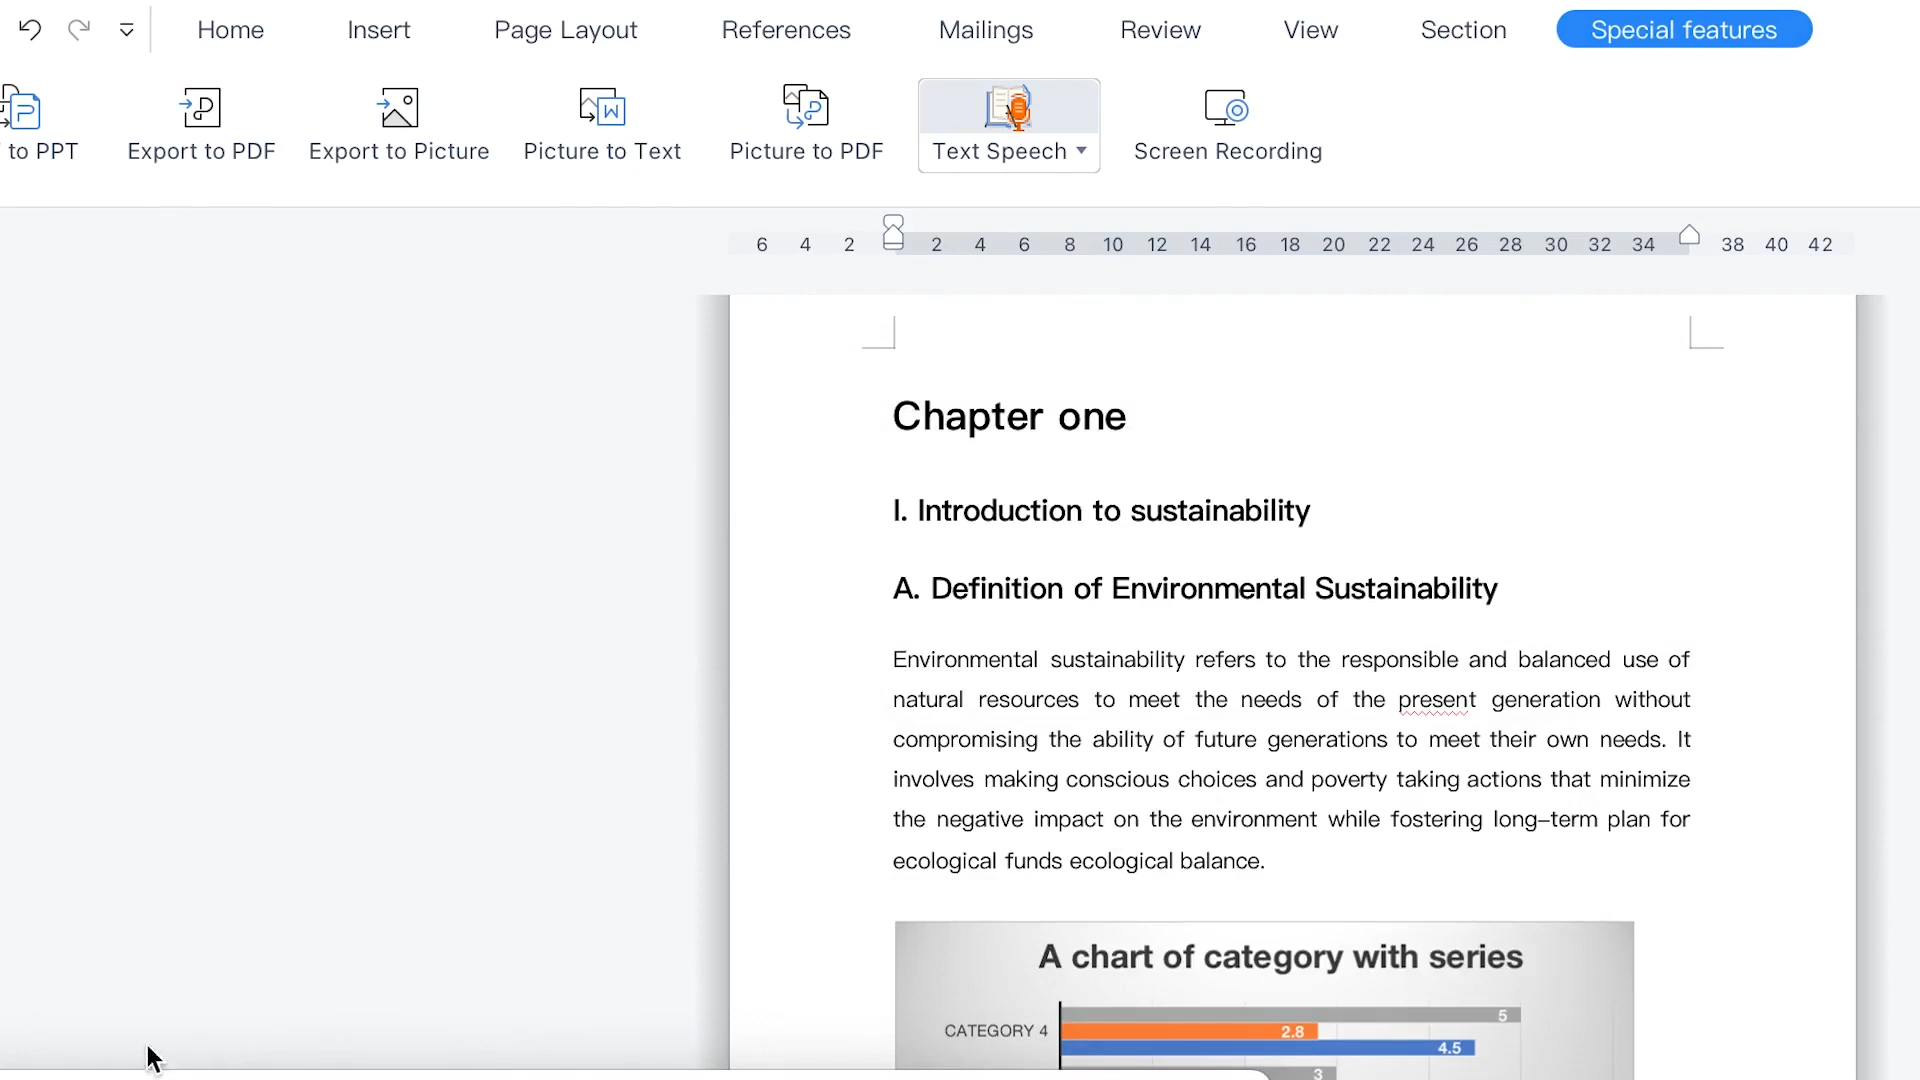 Home Insert Page Layout References Mailings Review View Section Special features
to PPT Export to PDF Export to Picture Picture to Text Picture to PDF Text Speech Screen Recording
6 4 2 2 4 6 8 10 12 14 16 18 20 22 24 26 28 30 32 34 38 40 42
Chapter one
I. Introduction to sustainability
A. Definition of Environmental Sustainability
Environmental sustainability refers to the responsible and balanced use of
natural resources to meet the needs of the present generation without
compromising the ability of future generations to meet their own needs. It
involves making conscious choices and poverty taking actions that minimize
the negative impact on the environment while fostering long–term plan for
ecological funds ecological balance.
A chart of category with series
5
CATEGORY 4 2.8
4.5
3